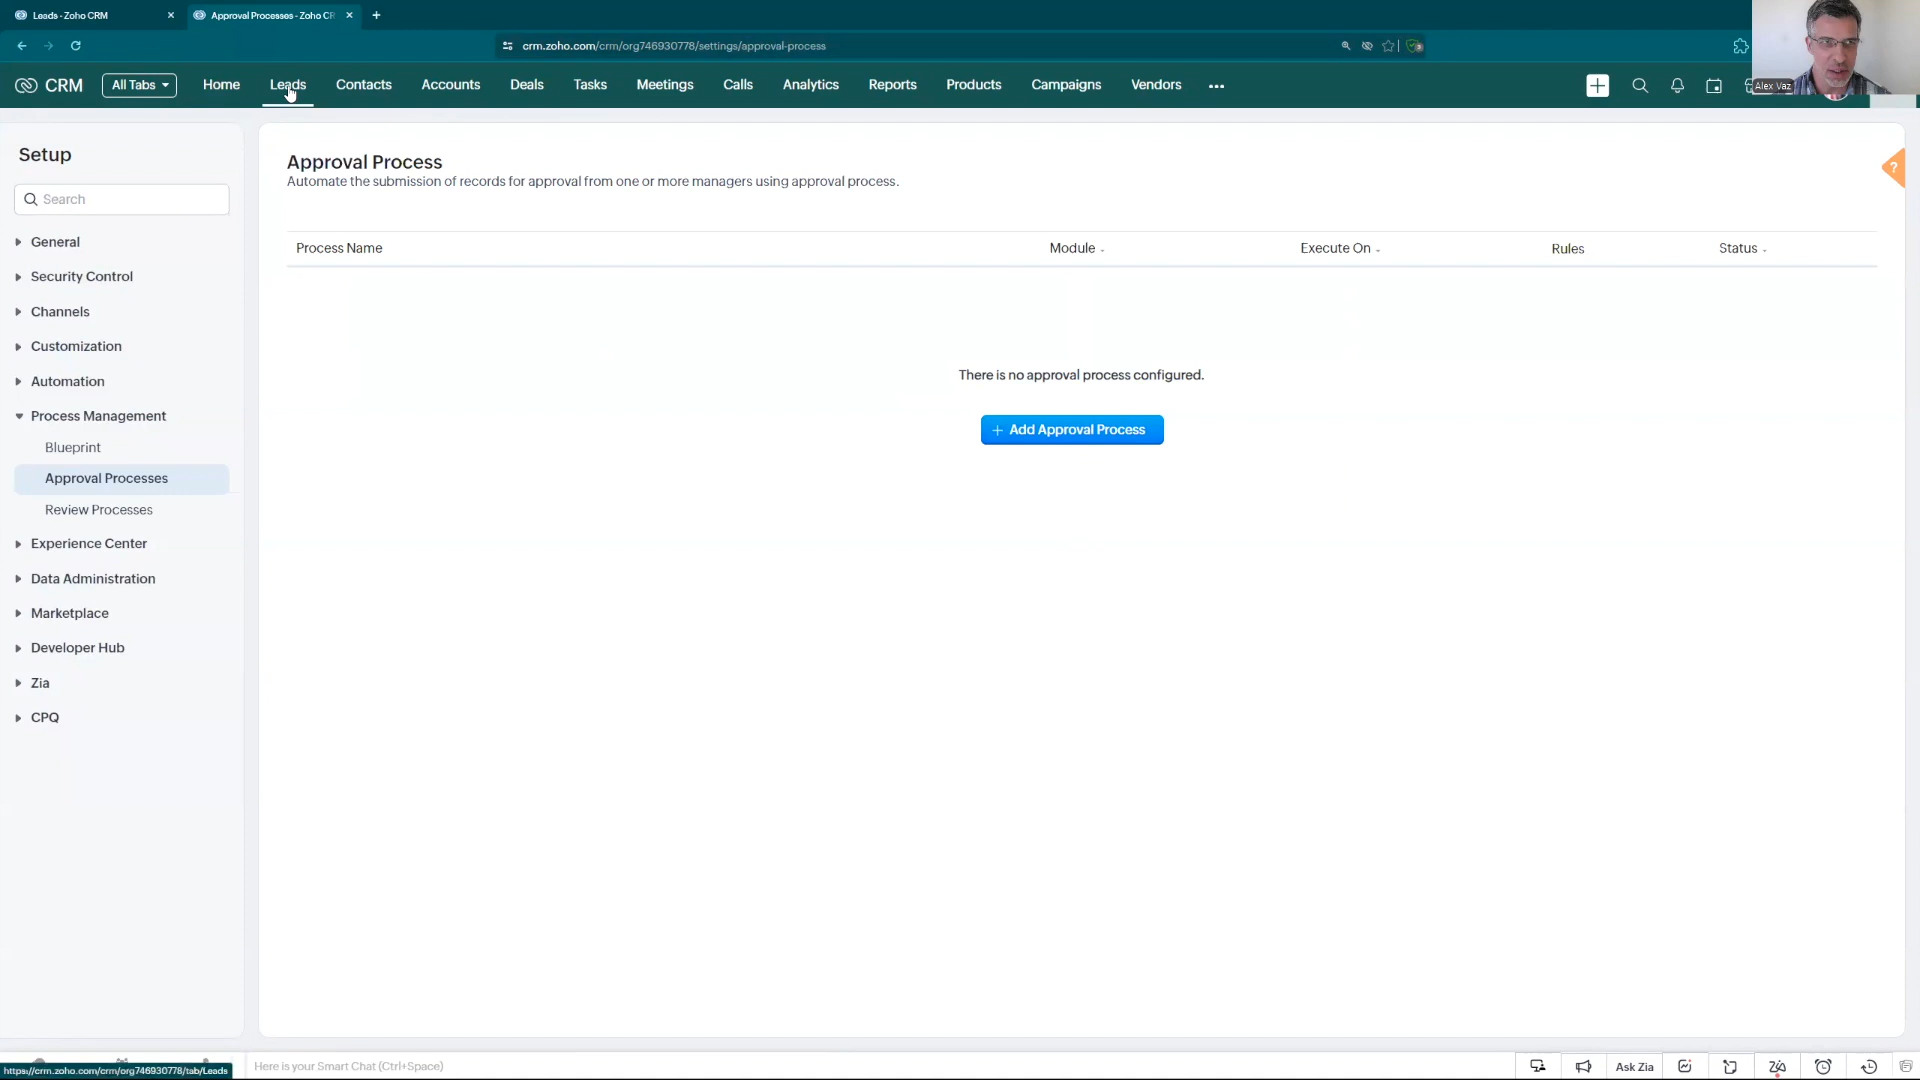 Leads - Zoho CRM
Approval Processes - Zoho CR
crm.zoho.com/crm/org746930778/settings/approval-process
CRM
All Tabs
Home
Leads
Contacts
Accounts
Deals
Tasks
Meetings
Calls
Analytics
Reports
Products
Campaigns
Vendors
Alex Vaz
Setup
Search
General
Security Control
Channels
Customization
Automation
Process Management
Blueprint
Approval Processes
Review Processes
Experience Center
Data Administration
Marketplace
Developer Hub
Zia
CPQ
Approval Process
Automate the submission of records for approval from one or more managers using approval process.
?
Process Name
Module
Execute On
Rules
Status
There is no approval process configured.
+ Add Approval Process
https://crm.zoho.com/crm/org746930778/tab/Leads
Here is your Smart Chat (Ctrl+Space)
Ask Zia